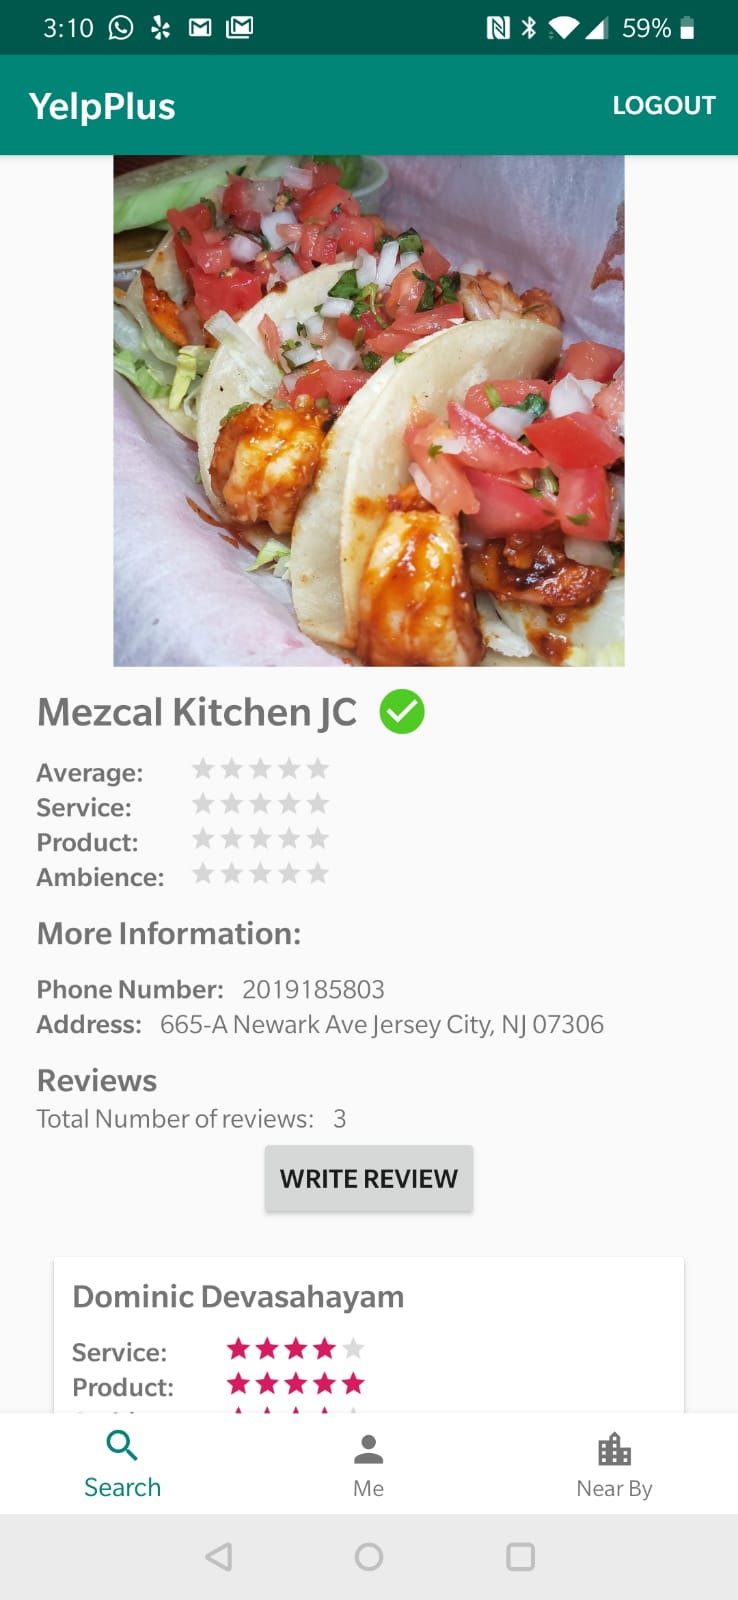 3:10 59%
YelpPlus LOGOUT
Mezcal Kitchen JC
Average:
Service:
Product:
Ambience:
More Information:
Phone Number: 2019185803
Address: 665-A Newark Ave Jersey City, NJ 07306
Reviews
Total Number of reviews: 3
WRITE REVIEW
Dominic Devasahayam
Service:
Product:
Search Me Near By